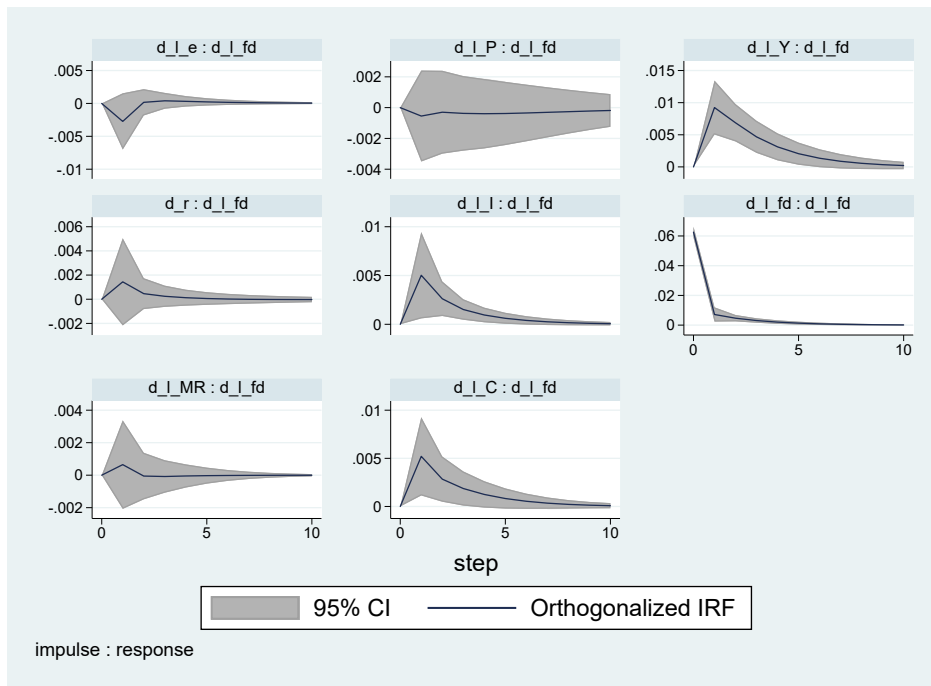 d_l_e : d_l_fd
.005
0
-.005
-.01
d_l_P : d_l_fd
.002
0
-.002
-.004
d_l_Y : d_l_fd
.015
.01
.005
0
d_r : d_l_fd
.006
.004
.002
0
-.002
d_l_I : d_l_fd
.01
.005
0
d_l_fd : d_l_fd
.06
.04
.02
0
0 5 10
d_l_MR : d_l_fd
.004
.002
0
-.002
0 5 10
d_l_C : d_l_fd
.01
.005
0
0 5 10
step
95% CI Orthogonalized IRF
impulse : response